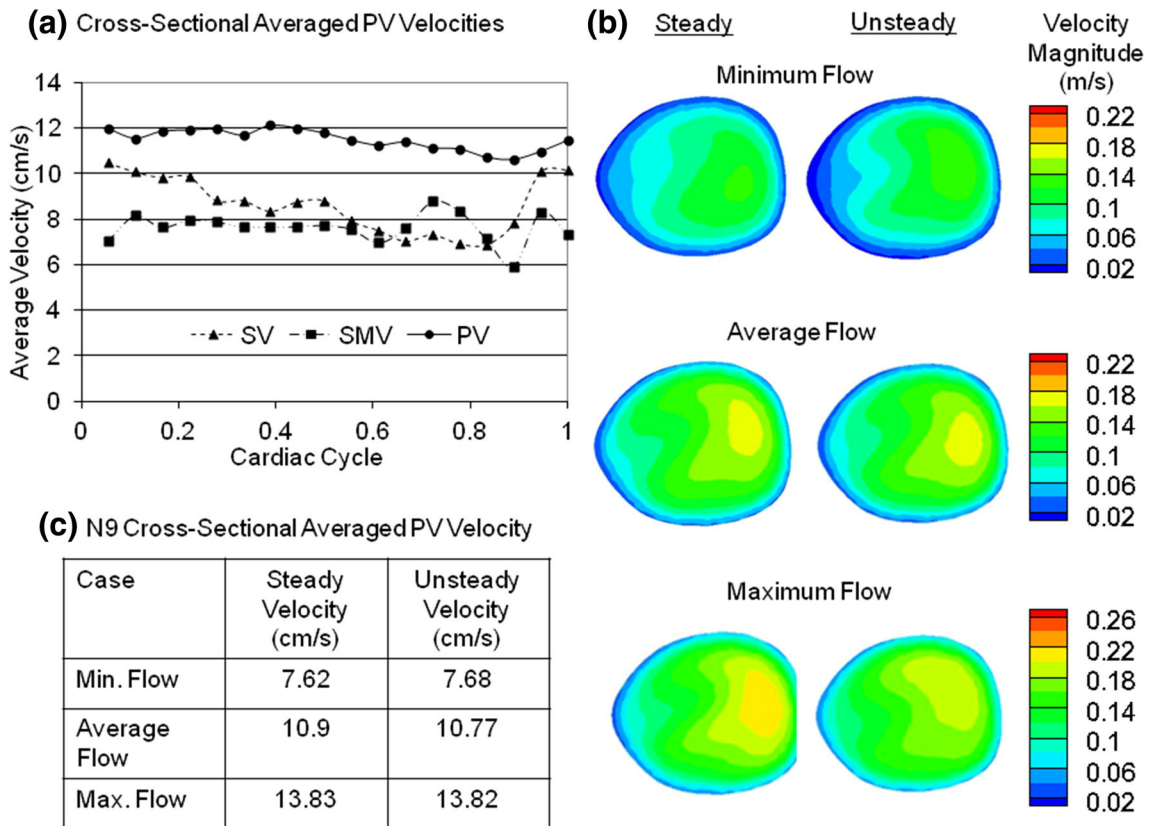 (a) Cross-Sectional Averaged PV Velocities
Average Velocity (cm/s)
14
12
10
8
6
4
2
0
SV SMV PV
0 0.2 0.4 0.6 0.8 1
Cardiac Cycle
(b) Steady Unsteady
Velocity
Magnitude
(m/s)
Minimum Flow
0.22
0.18
0.14
0.1
0.06
0.02
Average Flow
0.22
0.18
0.14
0.1
0.06
0.02
Maximum Flow
0.26
0.22
0.18
0.14
0.1
0.06
0.02
(c) N9 Cross-Sectional Averaged PV Velocity
Case
Steady
Velocity
(cm/s)
Unsteady
Velocity
(cm/s)
Min. Flow 7.62 7.68
Average
Flow
10.9 10.77
Max. Flow 13.83 13.82